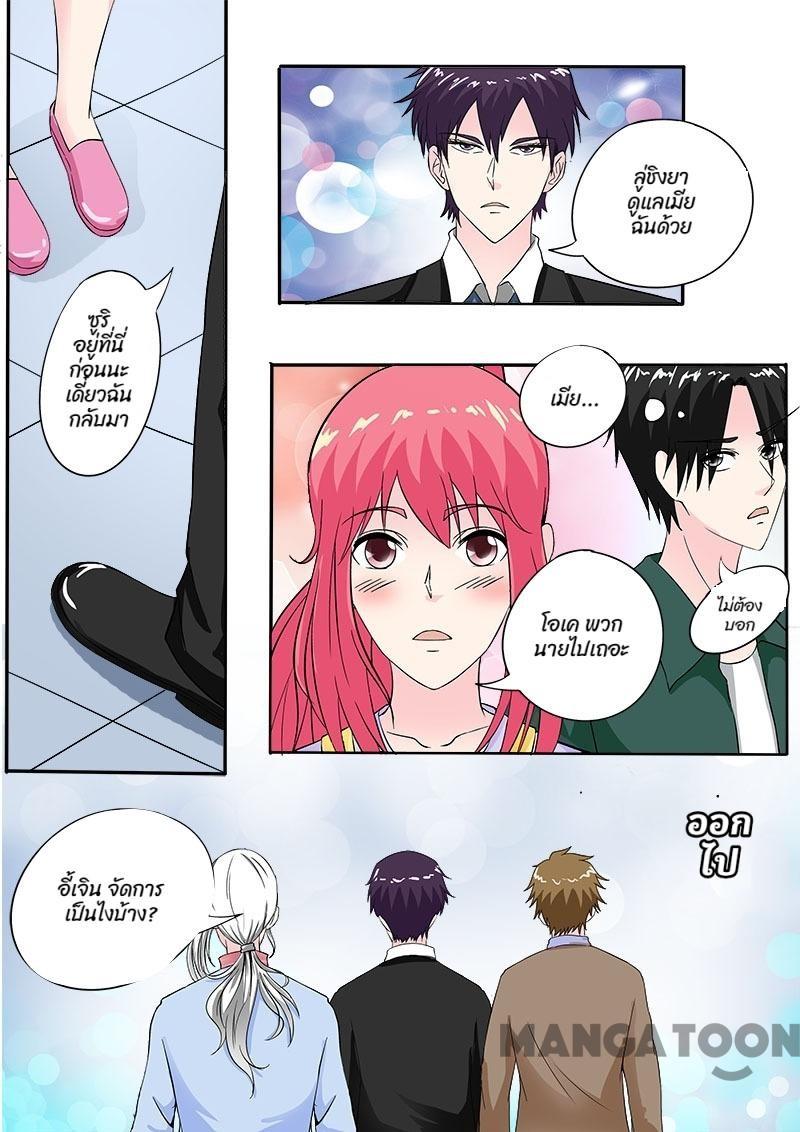 ซูริ
อยู่ที่นี่
ก่อนนะ
เดี๋ยวฉัน
กลับมา
ลู่ชิงยา
ดูแลเมีย
ฉันด้วย
เมีย...
โอเค พวก
นายไปเถอะ
ไม่ต้อง
บอก
ออก
ไป
อี้เจิน จัดการ
เป็นไงบ้าง?
MANGATOON